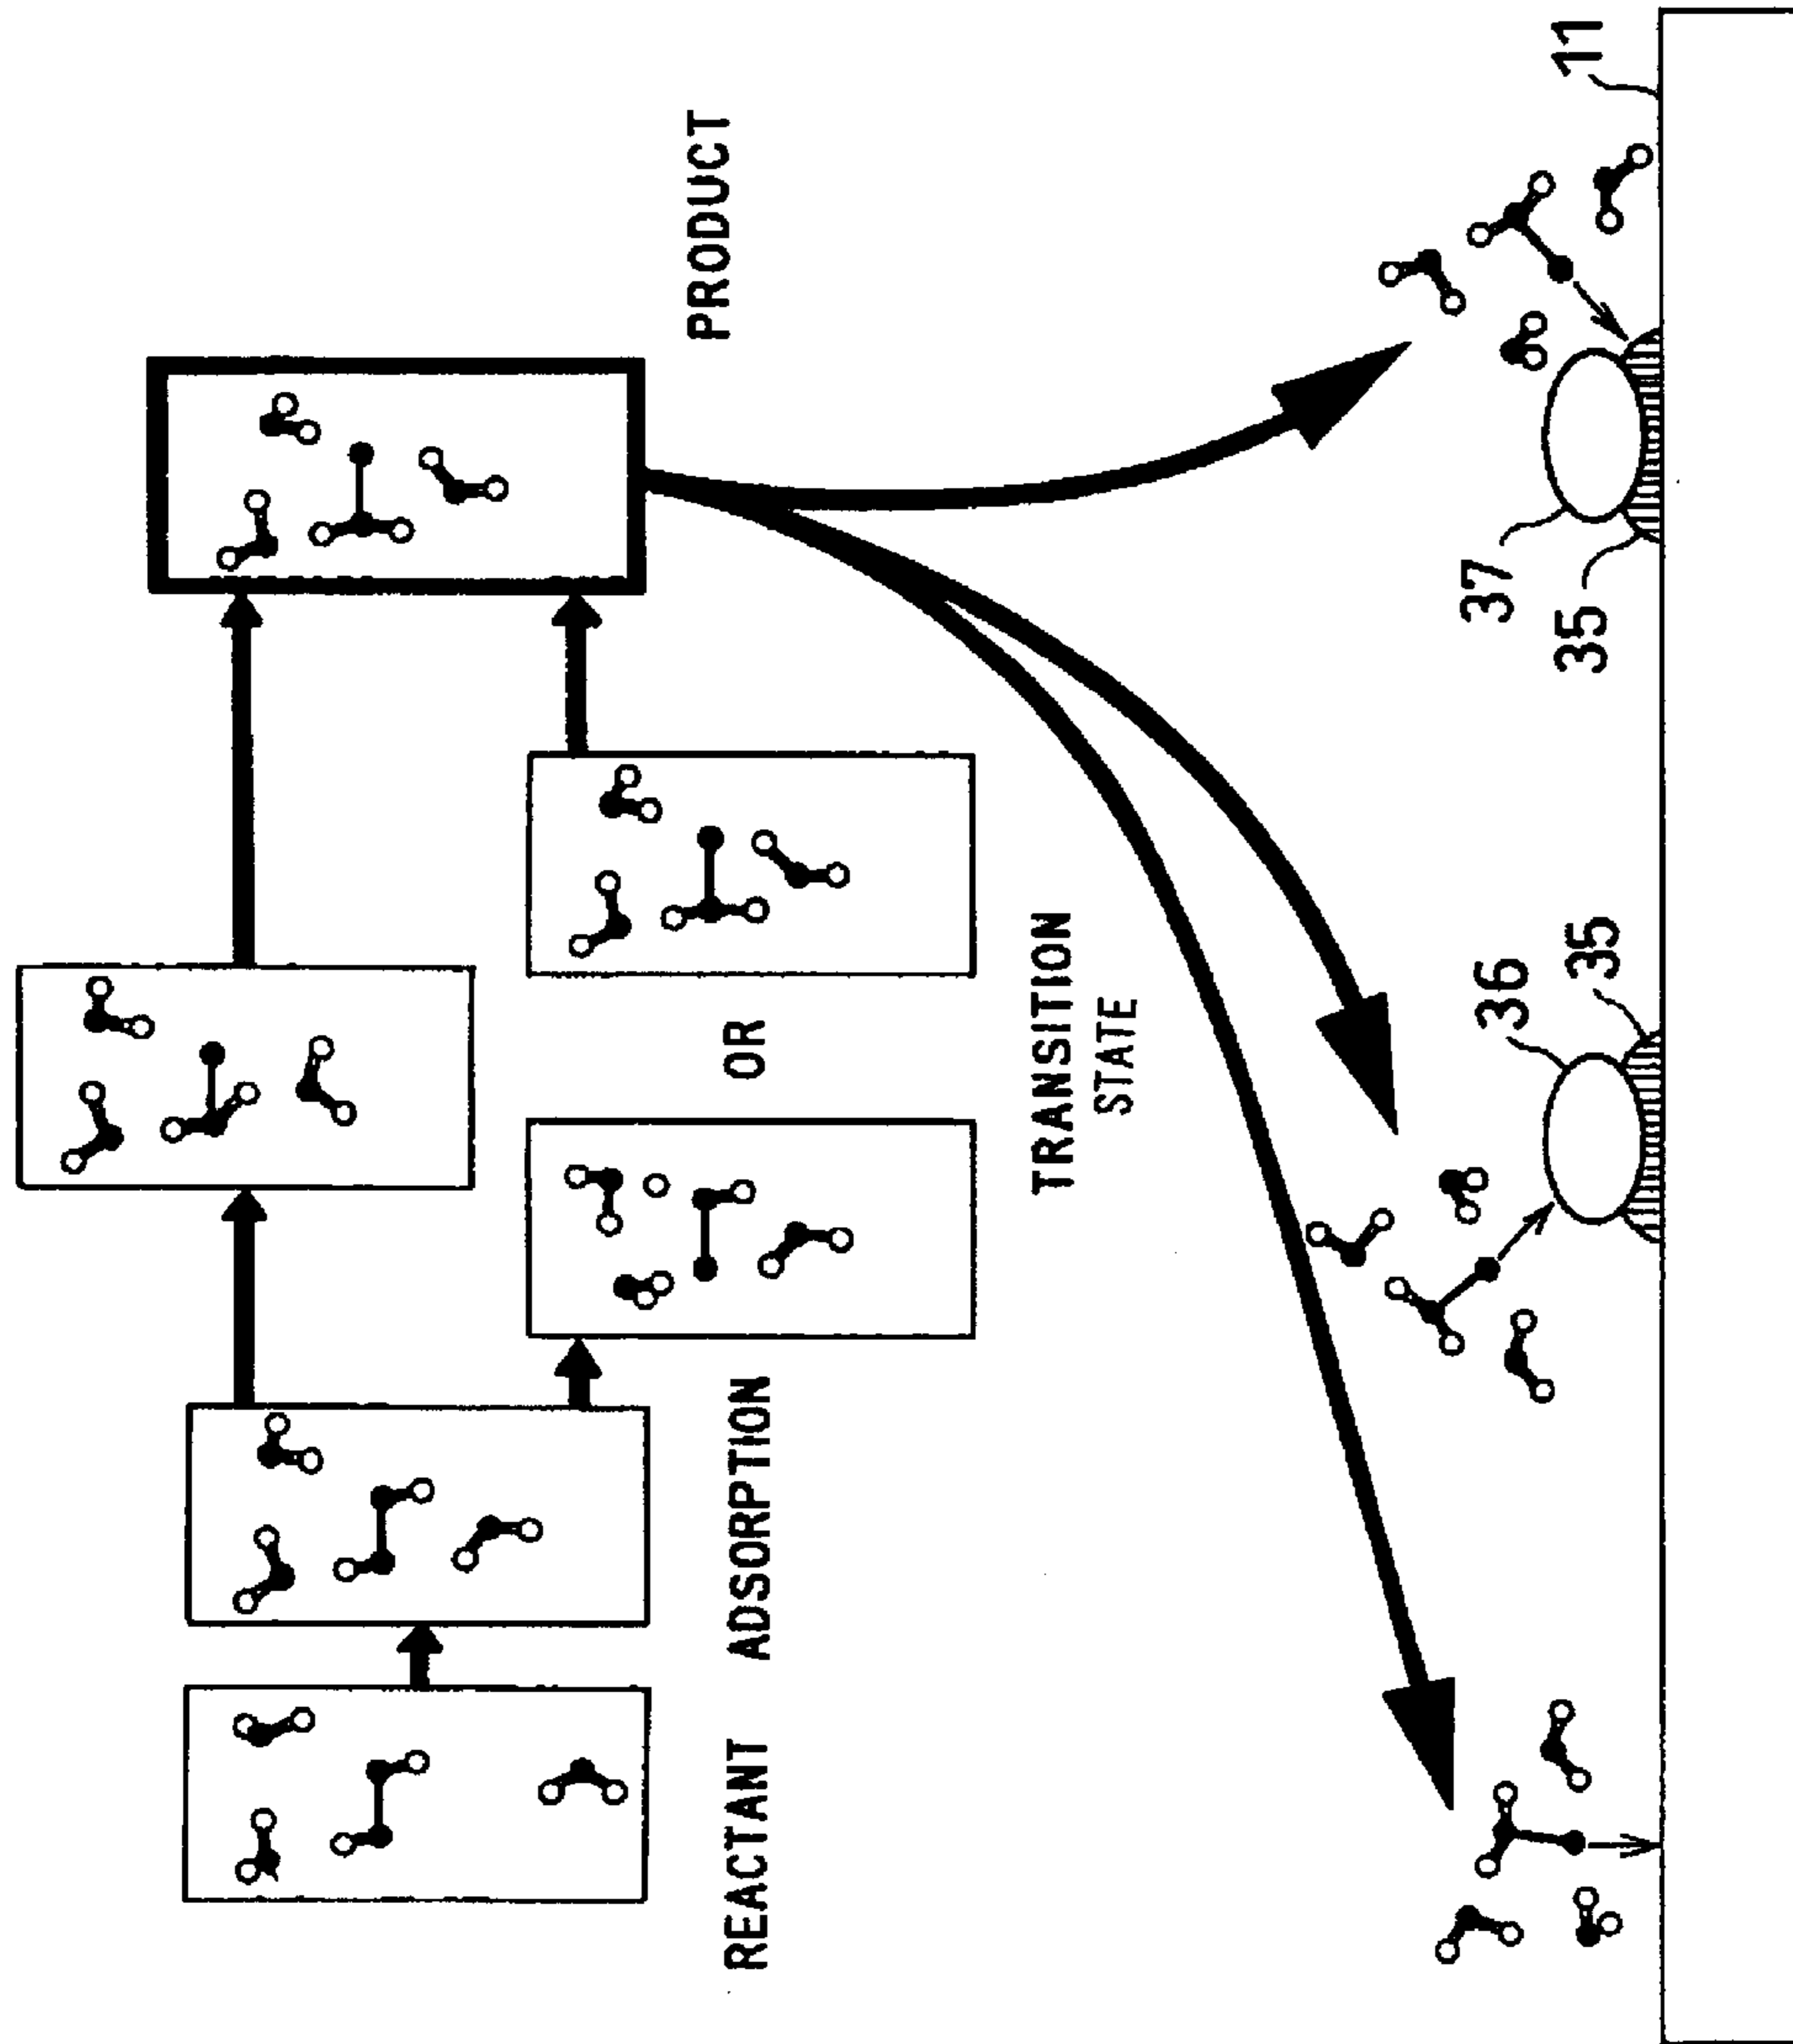 REACTANT
ADSORPTION
OR
TRANSITION
STATE
PRODUCT
36
35
37
35
11